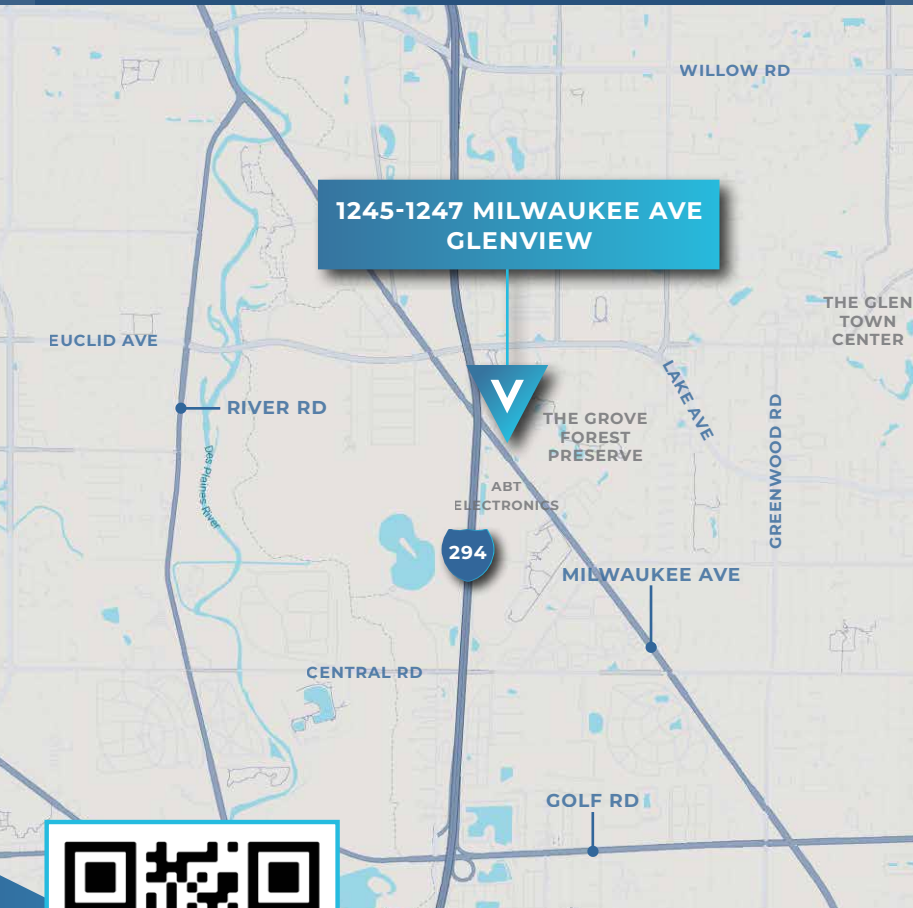 WILLOW RD
1245-1247 MILWAUKEE AVE
GLENVIEW
THE GLEN
TOWN
CENTER
EUCLID AVE
LAKE AVE
V
RIVER RD
THE GROVE
FOREST
PRESERVE
GREENWOOD RD
Des Plaines River
ABT
ELECTRONICS
294
MILWAUKEE AVE
CENTRAL RD
GOLF RD